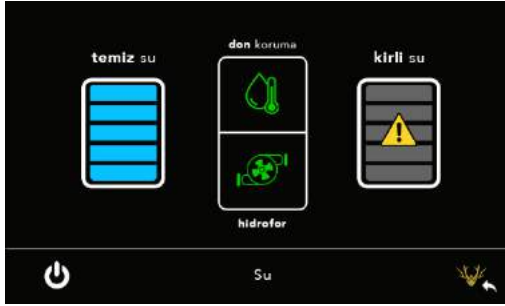 temiz su
don koruma
kirli su
hidrofor
Su